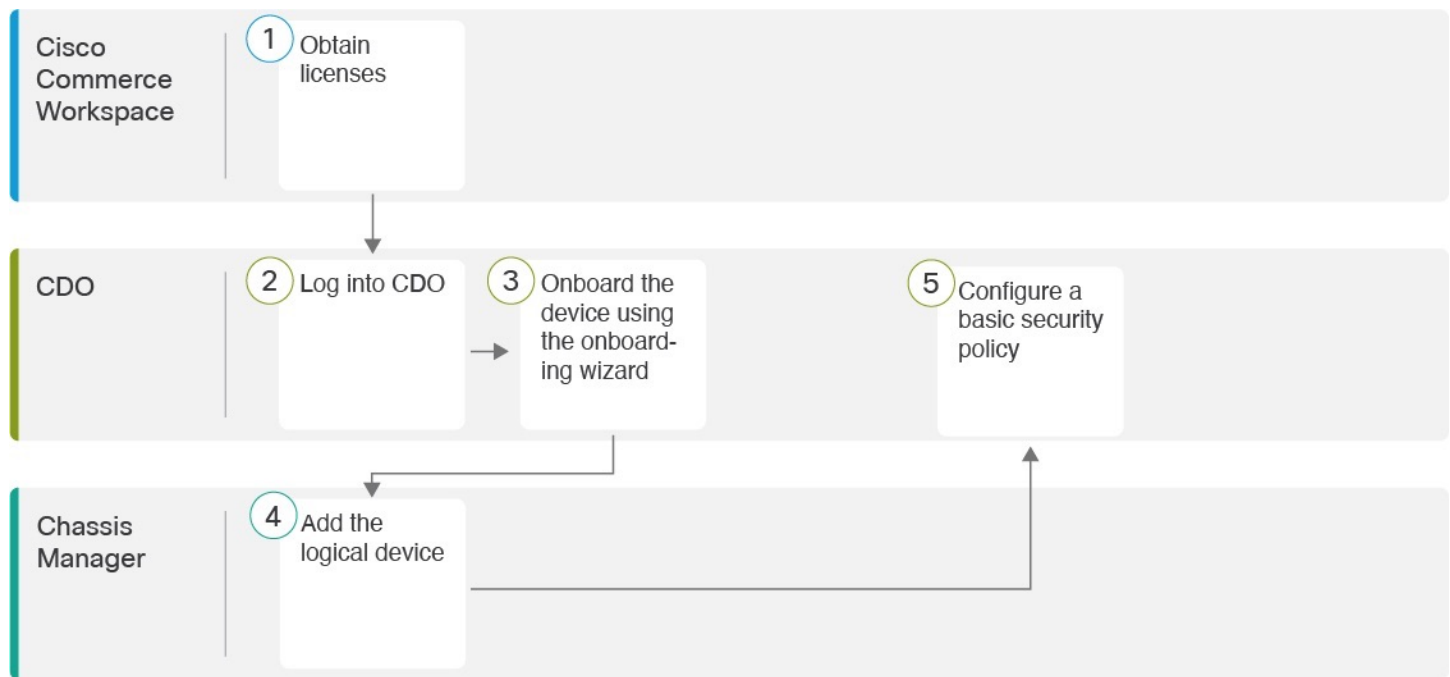 Cisco
Commerce
Workspace
1
Obtain
licenses
CDO
2
Log into CDO
3
Onboard the
device using
the onboard-
ing wizard
5
Configure a
basic security
policy
Chassis
Manager
4
Add the
logical device